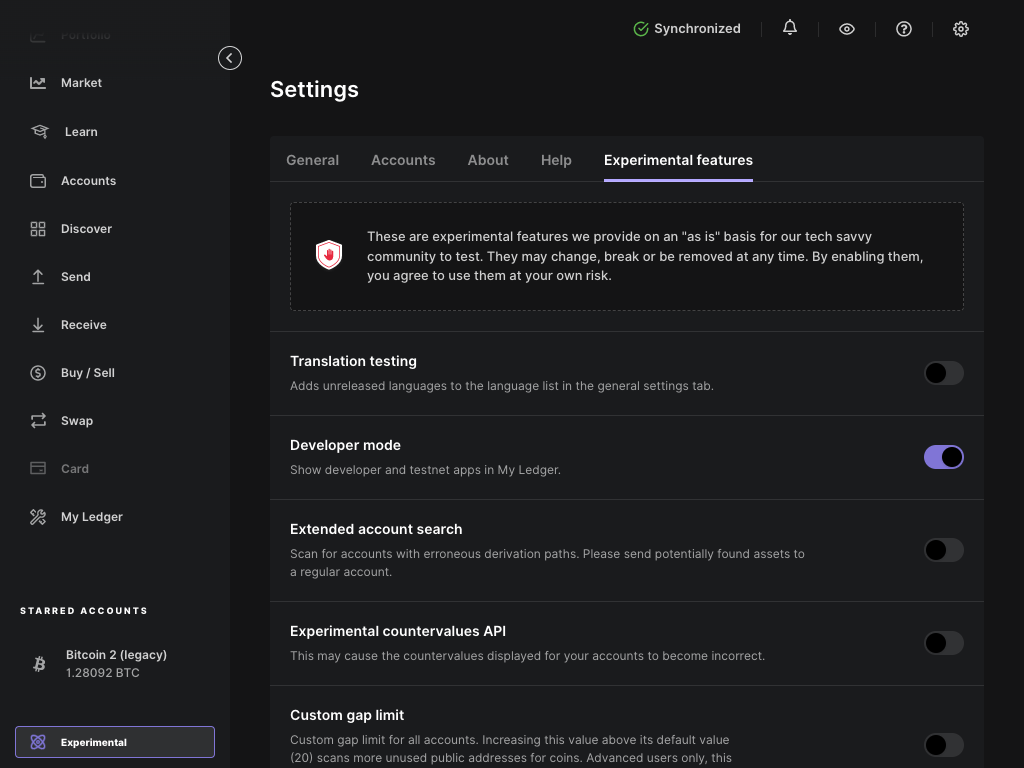 Portfolio
Market
Learn
Accounts
Discover
Send
Receive
Buy / Sell
Swap
Card
My Ledger
STARRED ACCOUNTS
Bitcoin 2 (legacy)
1.28092 BTC
Experimental
Synchronized
Settings
General Accounts About Help Experimental features
These are experimental features we provide on an "as is" basis for our tech savvy
community to test. They may change, break or be removed at any time. By enabling them,
you agree to use them at your own risk.
Translation testing
Adds unreleased languages to the language list in the general settings tab.
Developer mode
Show developer and testnet apps in My Ledger.
Extended account search
Scan for accounts with erroneous derivation paths. Please send potentially found assets to
a regular account.
Experimental countervalues API
This may cause the countervalues displayed for your accounts to become incorrect.
Custom gap limit
Custom gap limit for all accounts. Increasing this value above its default value
(20) scans more unused public addresses for coins. Advanced users only, this